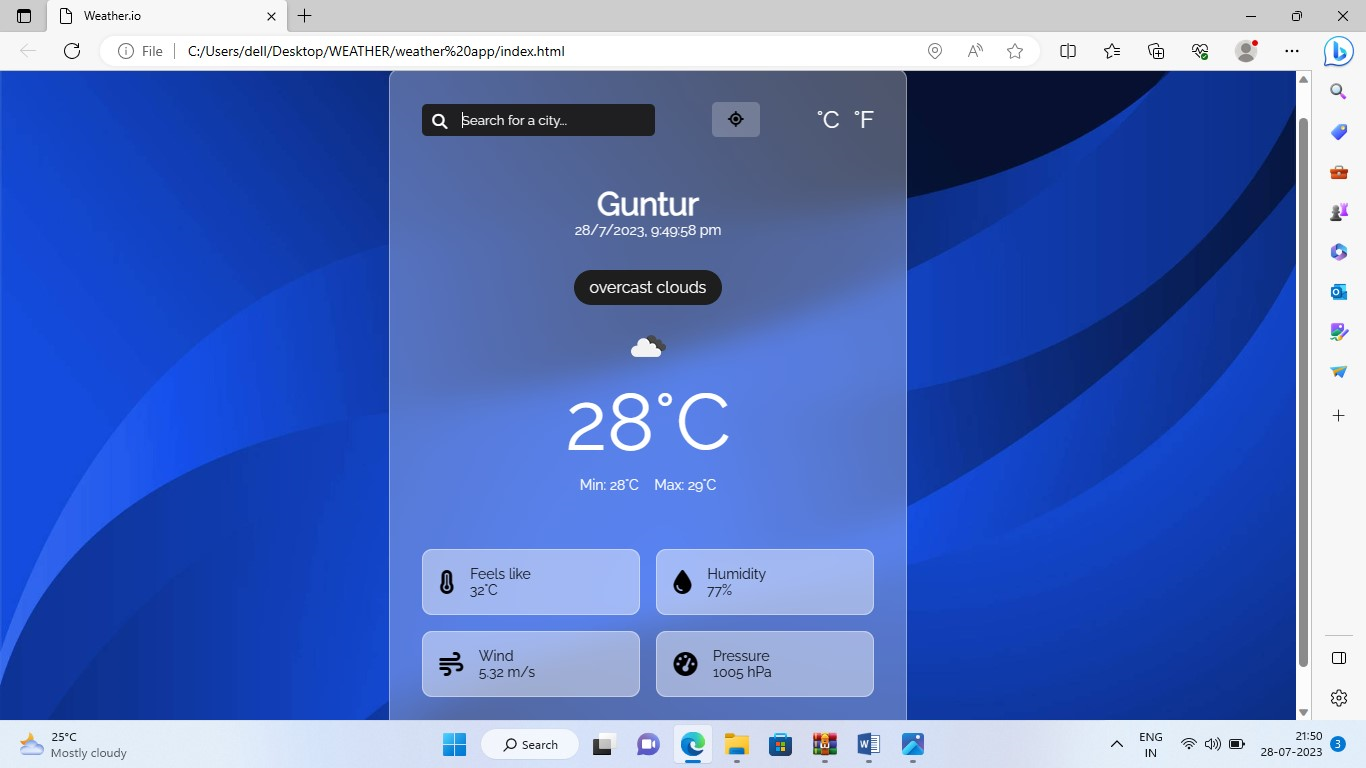 Weather.io
File
C:/Users/dell/Desktop/WEATHER/weather%20app/index.html
Search for a city...
°C °F
Guntur
28/7/2023, 9:49:58 pm
overcast clouds
28°C
Min: 28°C Max: 29°C
Feels like
32°C
Humidity
77%
Wind
5.32 m/s
Pressure
1005 hPa
25°C
Mostly cloudy
Search
ENG
IN
21:50
28-07-2023
3